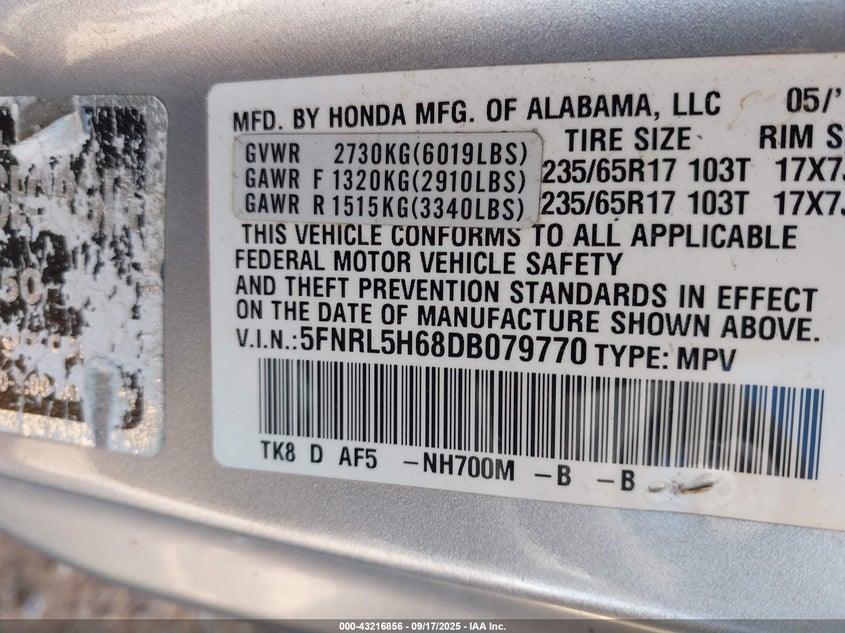 MFD. BY HONDA MFG. OF ALABAMA, LLC 05/'
TIRE SIZE RIM S
GVWR 2730KG(6019LBS)
GAWR F 1320KG(2910LBS) 235/65R17 103T 17X7J
GAWR R 1515KG(3340LBS) 235/65R17 103T 17X7J
THIS VEHICLE CONFORMS TO ALL APPLICABLE
FEDERAL MOTOR VEHICLE SAFETY
AND THEFT PREVENTION STANDARDS IN EFFECT
ON THE DATE OF MANUFACTURE SHOWN ABOVE.
V.I.N.:5FNRL5H68DB079770 TYPE: MPV
TK8 D AF5 -NH700M -B -B
000-43216856 - 09/17/2025 - IAA Inc.